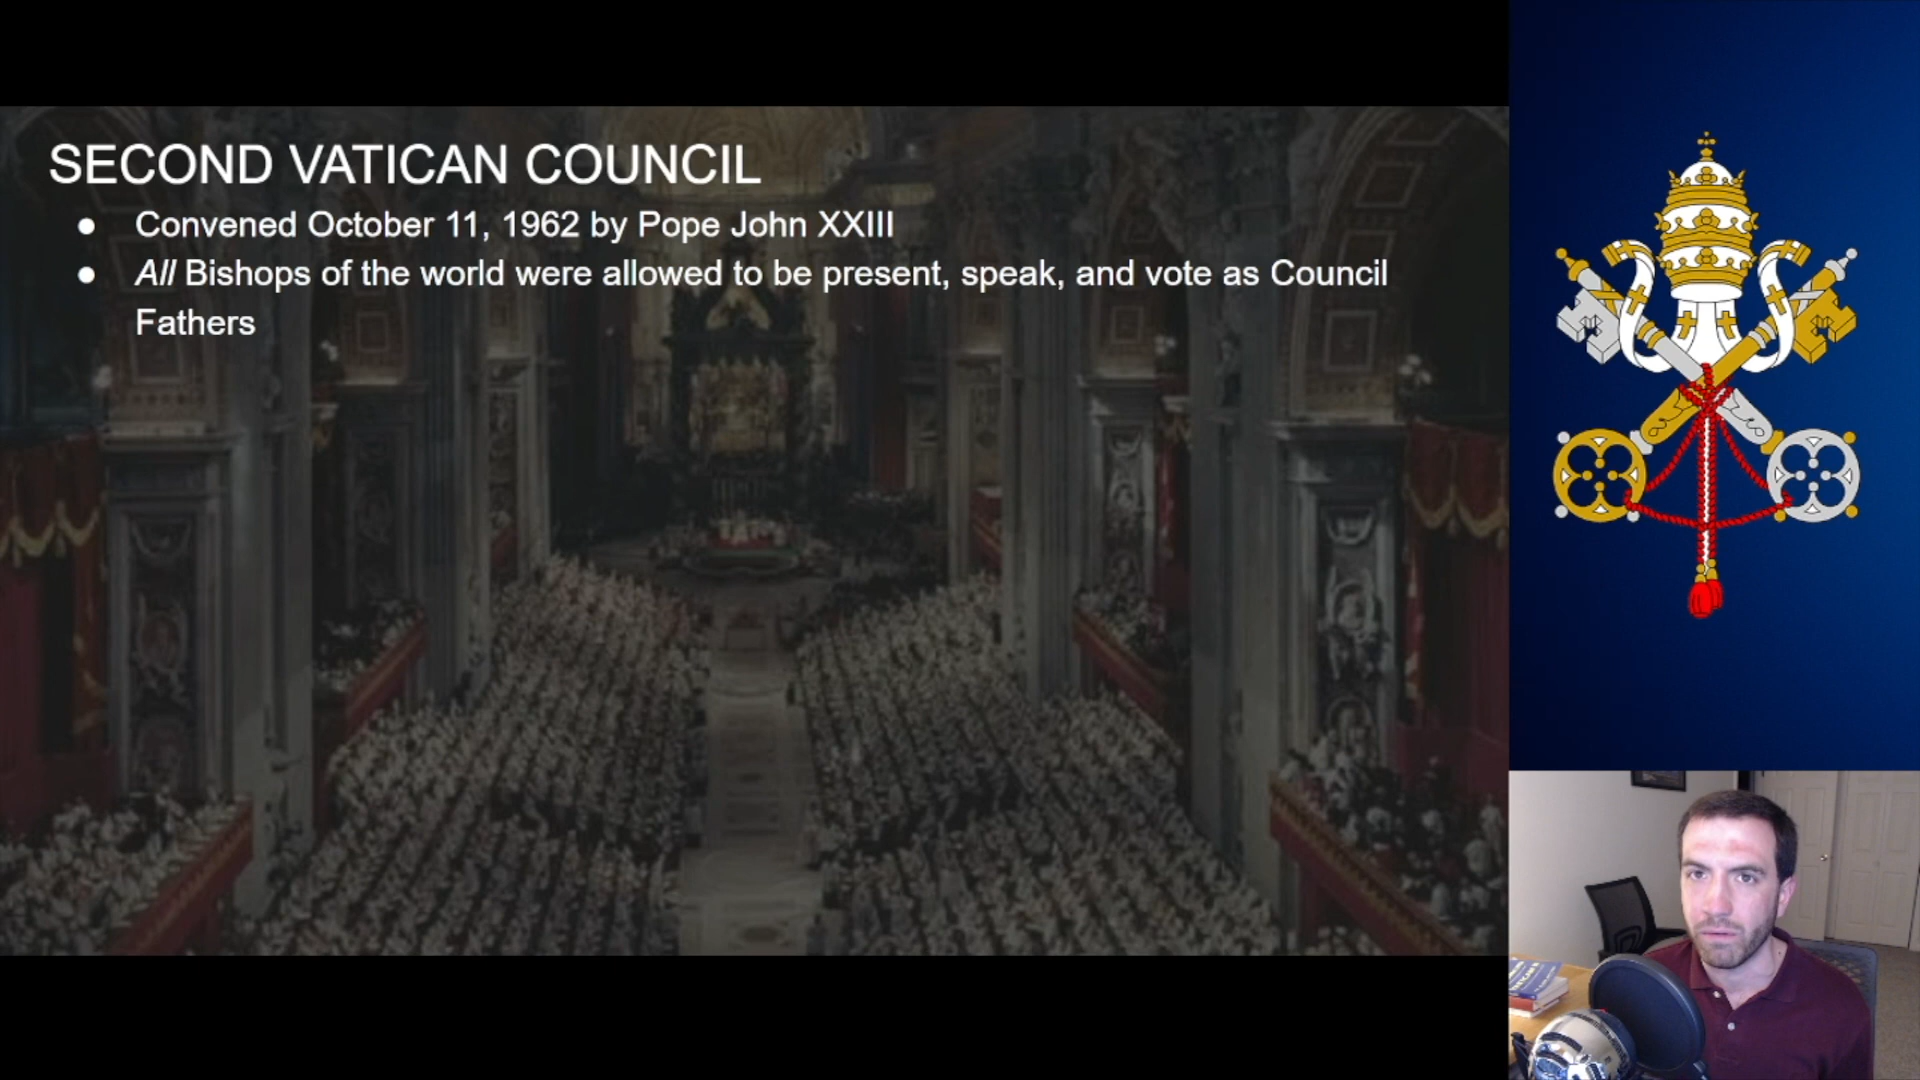 SECOND VATICAN COUNCIL
● Convened October 11, 1962 by Pope John XXIII
● All Bishops of the world were allowed to be present, speak, and vote as Council
Fathers